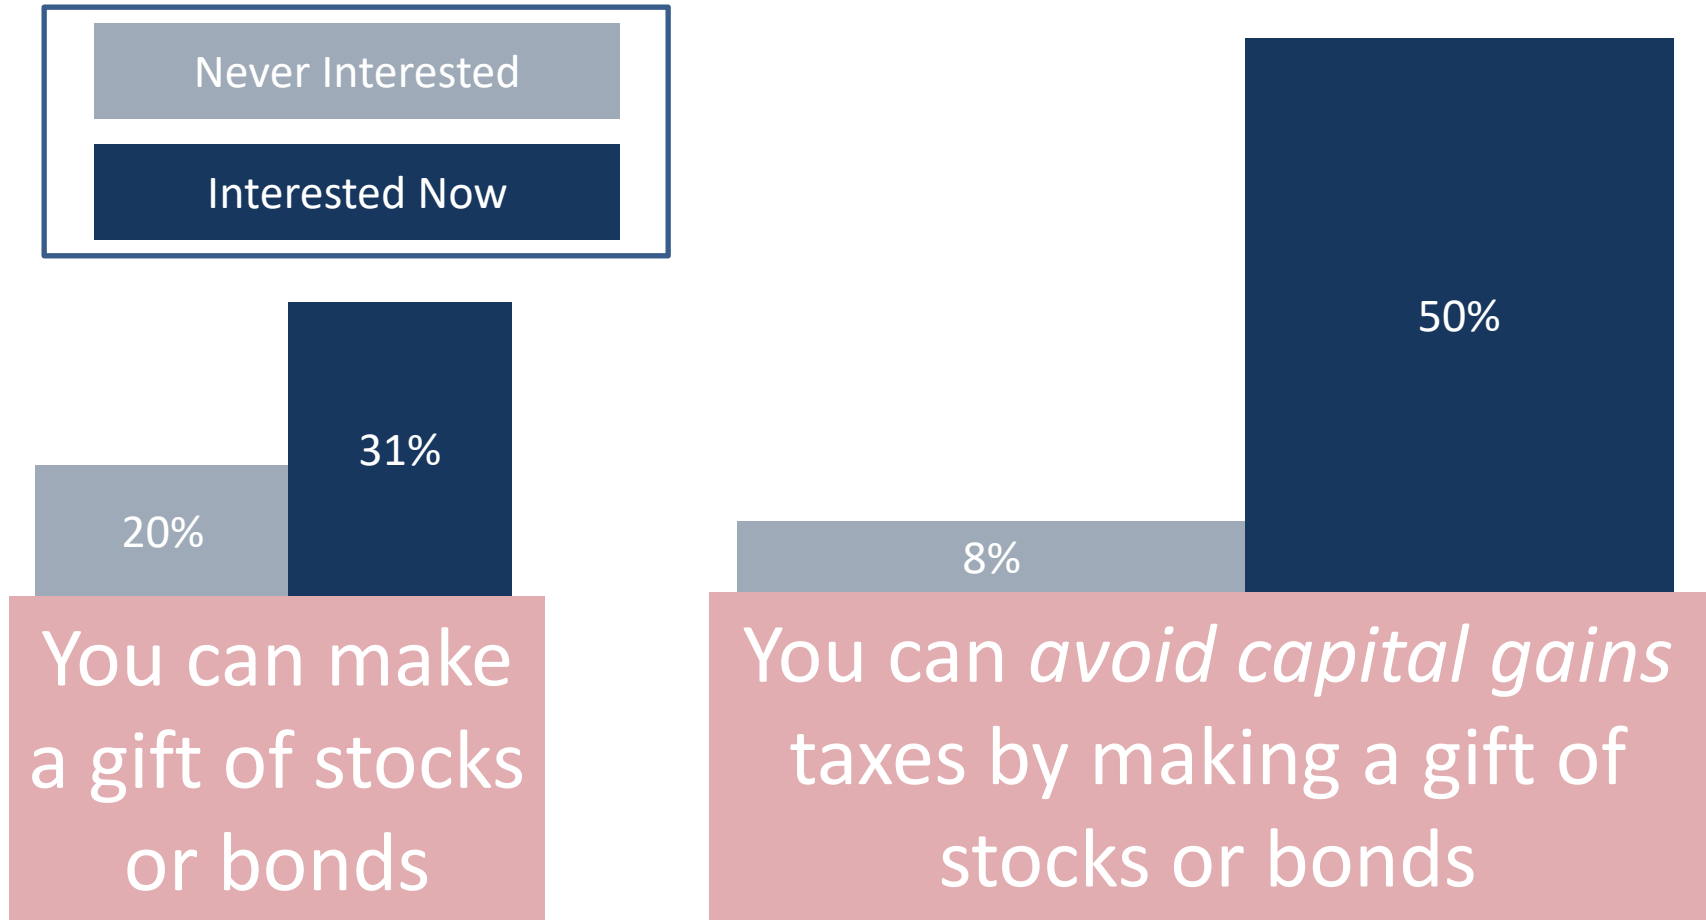 Never Interested
Interested Now
20%
31%
You can make
a gift of stocks
or bonds
8%
50%
You can avoid capital gains
taxes by making a gift of
stocks or bonds